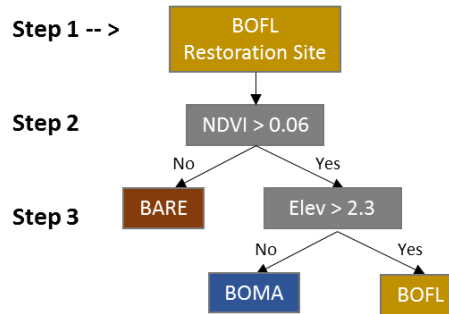 Step 1 -- >
BOFL
Restoration Site
Step 2
NDVI > 0.06
No
Yes
BARE
Step 3
Elev > 2.3
No
Yes
BOMA
BOFL